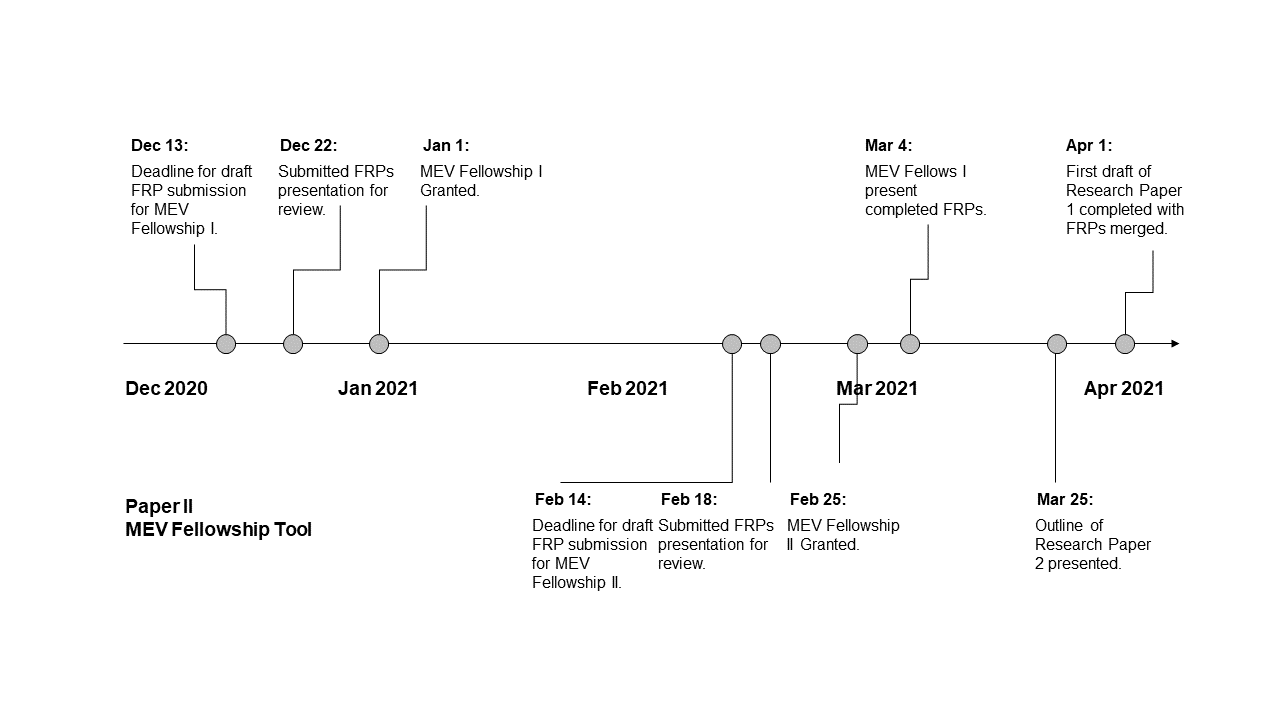 Dec 13:
Deadline for draft
FRP submission
for MEV
Fellowship I.
Dec 22:
Submitted FRPs
presentation for
review.
Jan 1:
MEV Fellowship I
Granted.
Mar 4:
MEV Fellows I
present
completed FRPs.
Apr 1:
First draft of
Research Paper
1 completed with
FRPs merged.
Dec 2020
Jan 2021
Feb 2021
Mar 2021
Apr 2021
Paper II
MEV Fellowship Tool
Feb 14:
Deadline for draft
FRP submission
for MEV
Fellowship II.
Feb 18:
Submitted FRPs
presentation for
review.
Feb 25:
MEV Fellowship
II Granted.
Mar 25:
Outline of
Research Paper
2 presented.